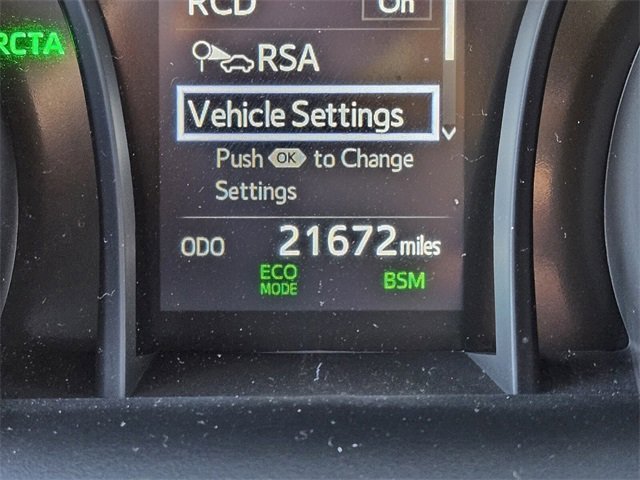 RCD On
RCTA
RSA
Vehicle Settings
Push OK to Change
Settings
ODO 21672 miles
ECO BSM
MODE